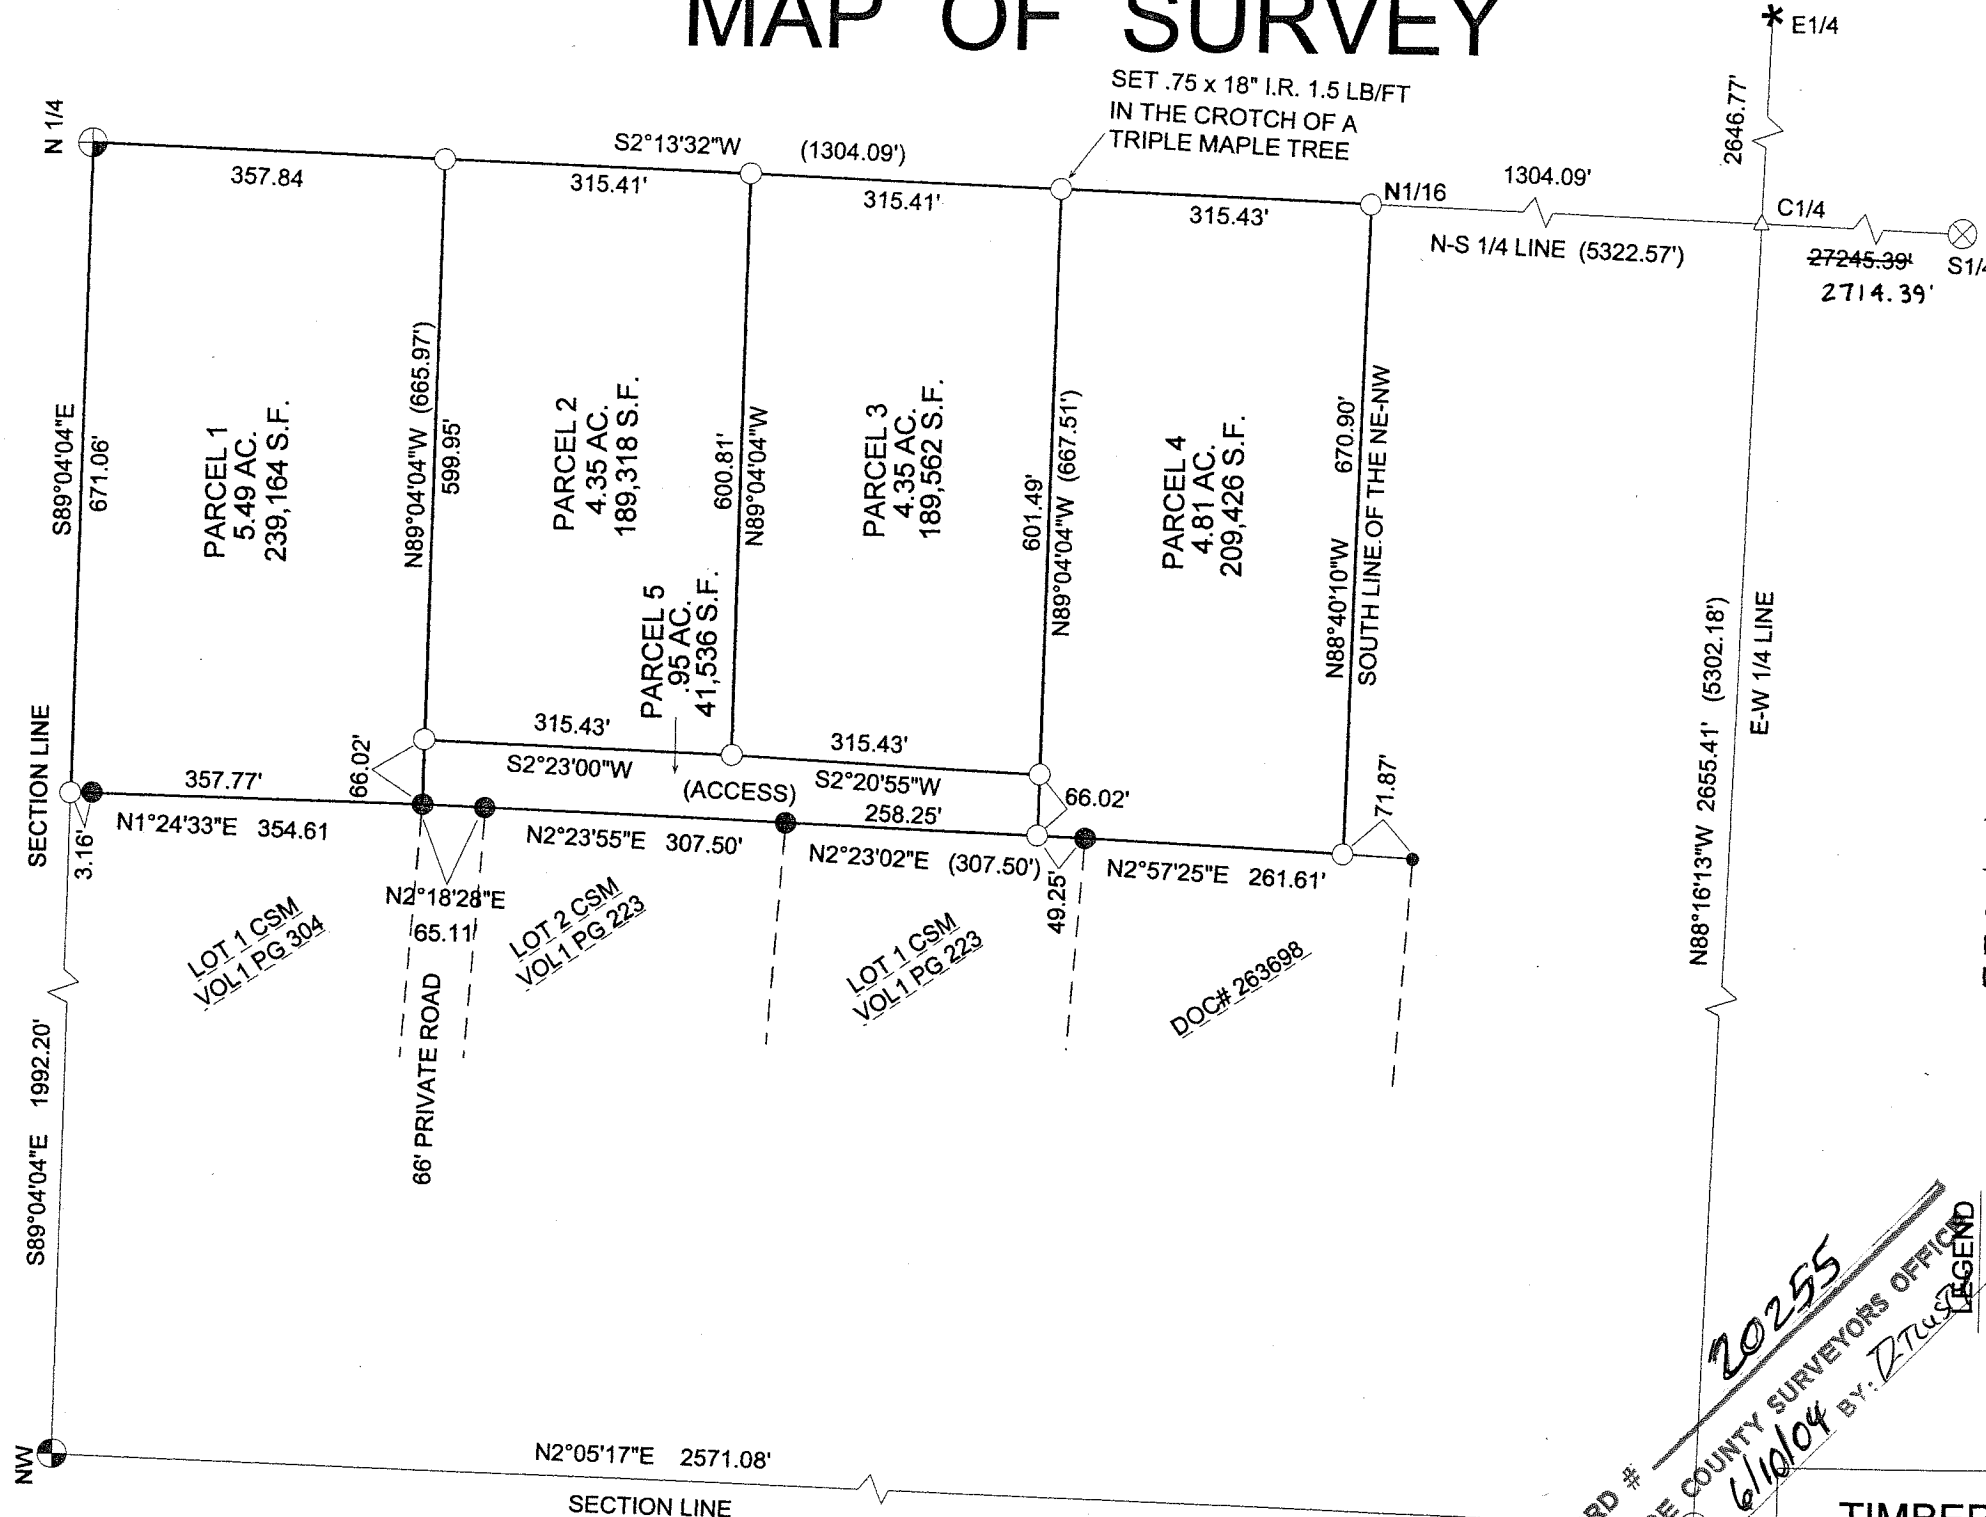 MAP OF SURVEY
E1/4
2646.77'
SET .75 x 18" I.R. 1.5 LB/FT
IN THE CROTCH OF A
TRIPLE MAPLE TREE
N 1/4
S2°13'32"W (1304.09')
357.84
315.41'
315.41'
315.43'
N1/16
1304.09'
C1/4
N-S 1/4 LINE (5322.57')
27245.39'
2714.39'
S1/4
S89°04'04"E
671.06'
PARCEL 1
5.49 AC.
239,164 S.F.
N89°04'04"W (665.97')
599.95'
PARCEL 2
4.35 AC.
189,318 S.F.
600.81'
N89°04'04"W
PARCEL 3
4.35 AC.
189,562 S.F.
601.49'
N89°04'04"W (667.51')
PARCEL 4
4.81 AC.
209,426 S.F.
N88°40'10"W 670.90'
SOUTH LINE OF THE NE-NW
PARCEL 5
.95 AC.
41,536 S.F.
N88°16'13"W 2655.41' (5302.18')
E-W 1/4 LINE
SECTION LINE
315.43'
S2°23'00"W
315.43'
S2°20'55"W
(ACCESS)
66.02'
66.02'
71.87'
357.77'
258.25'
N1°24'33"E 354.61
N2°23'55"E 307.50'
N2°23'02"E (307.50')
N2°57'25"E 261.61'
3.16'
49.25'
N2°18'28"E
65.11'
LOT 1 CSM
VOL1 PG 304
LOT 2 CSM
VOL1 PG 223
LOT 1 CSM
VOL1 PG 223
DOC# 263698
66' PRIVATE ROAD
S89°04'04"E 1992.20'
NW
N2°05'17"E 2571.08'
SECTION LINE
LEGEND
RD # 20255
COUNTY SURVEYORS OFFICE
6/10/04 BY: